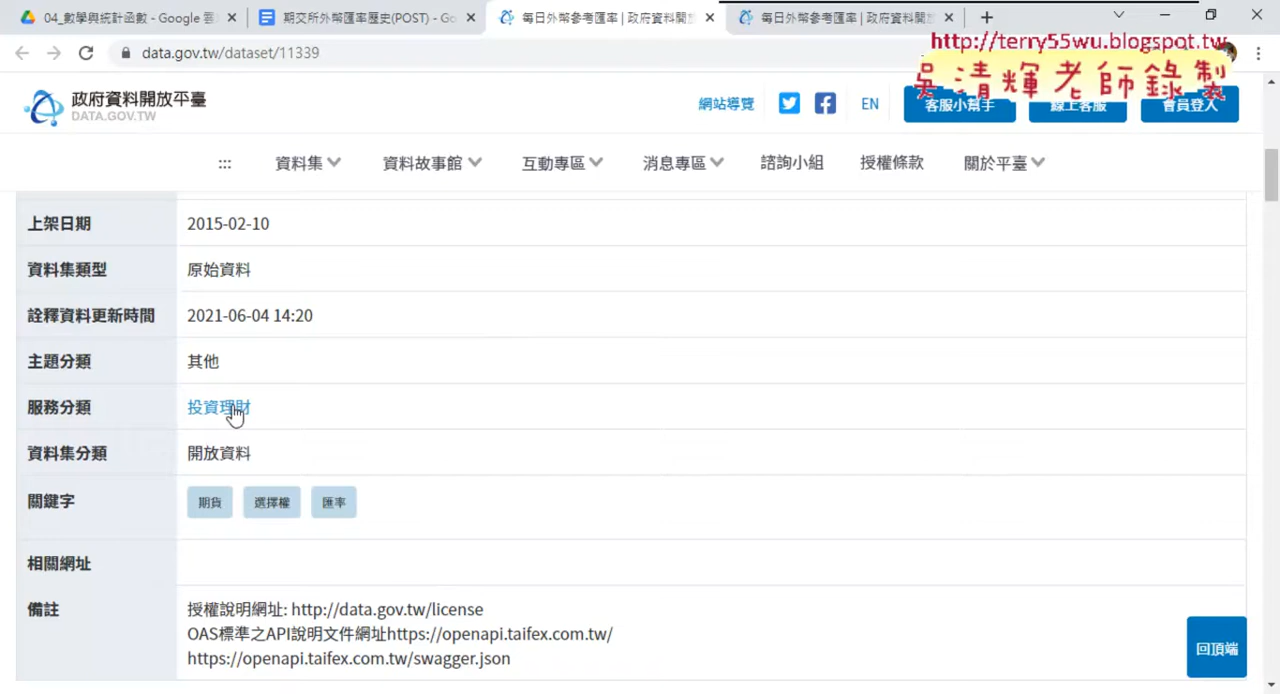 04_數學與統計函數 - Google 雲
期交所外幣匯率歷史(POST) - Go
每日外幣參考匯率 | 政府資料開放
每日外幣參考匯率 | 政府資料開放
data.gov.tw/dataset/11339
http://terry55wu.blogspot.tw
吳清輝老師錄製
政府資料開放平臺
DATA.GOV.TW
網站導覽
EN
客服小幫手
線上客服
會員登入
:::
資料集
資料故事館
互動專區
消息專區
諮詢小組
授權條款
關於平臺
上架日期
2015-02-10
資料集類型
原始資料
詮釋資料更新時間
2021-06-04 14:20
主題分類
其他
服務分類
投資理財
資料集分類
開放資料
關鍵字
期貨
選擇權
匯率
相關網址
備註
授權說明網址: http://data.gov.tw/license
OAS標準之API說明文件網址https://openapi.taifex.com.tw/
https://openapi.taifex.com.tw/swagger.json
回頂端